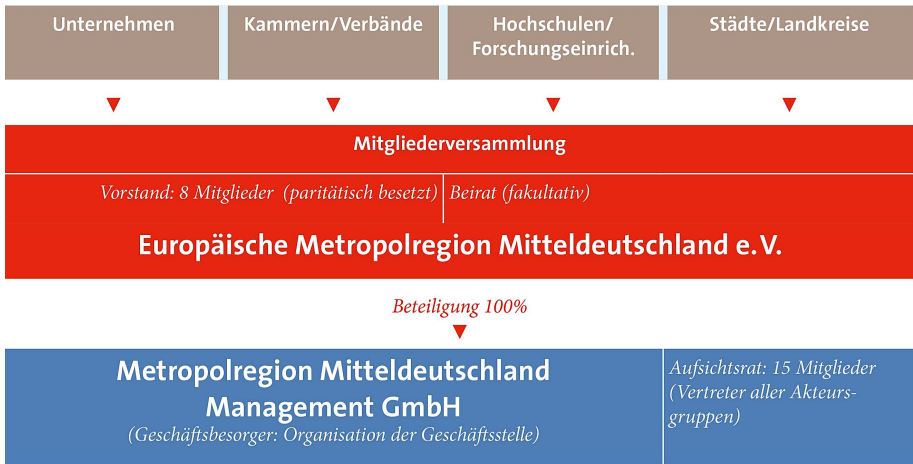 Unternehmen
Kammern/Verbände
Hochschulen/
Forschungseinrich.
Städte/Landkreise
Mitgliederversammlung
Vorstand: 8 Mitglieder (paritätisch besetzt)
Beirat (fakultativ)
Europäische Metropolregion Mitteldeutschland e.V.
Beteiligung 100%
Metropolregion Mitteldeutschland
Management GmbH
(Geschäftsbesorger: Organisation der Geschäftsstelle)
Aufsichtsrat: 15 Mitglieder
(Vertreter aller Akteurs-
gruppen)